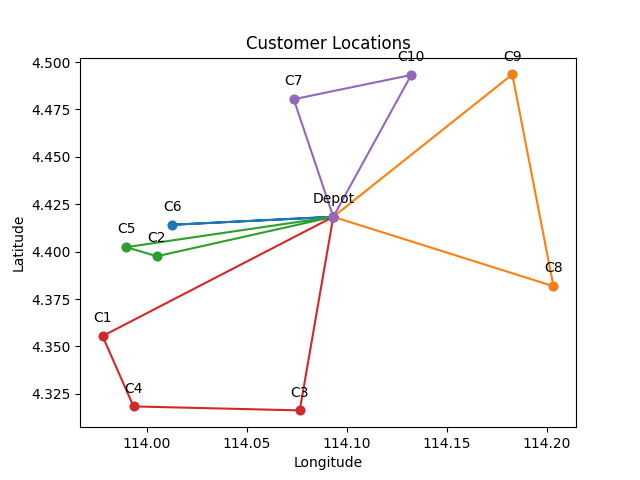 Customer Locations
C10
C9
C7
Depot
C6
C5
C2
C8
C1
C4
C3
4.500
4.475
4.450
4.425
4.400
4.375
4.350
4.325
Latitude
114.00
114.05
114.10
114.15
114.20
Longitude